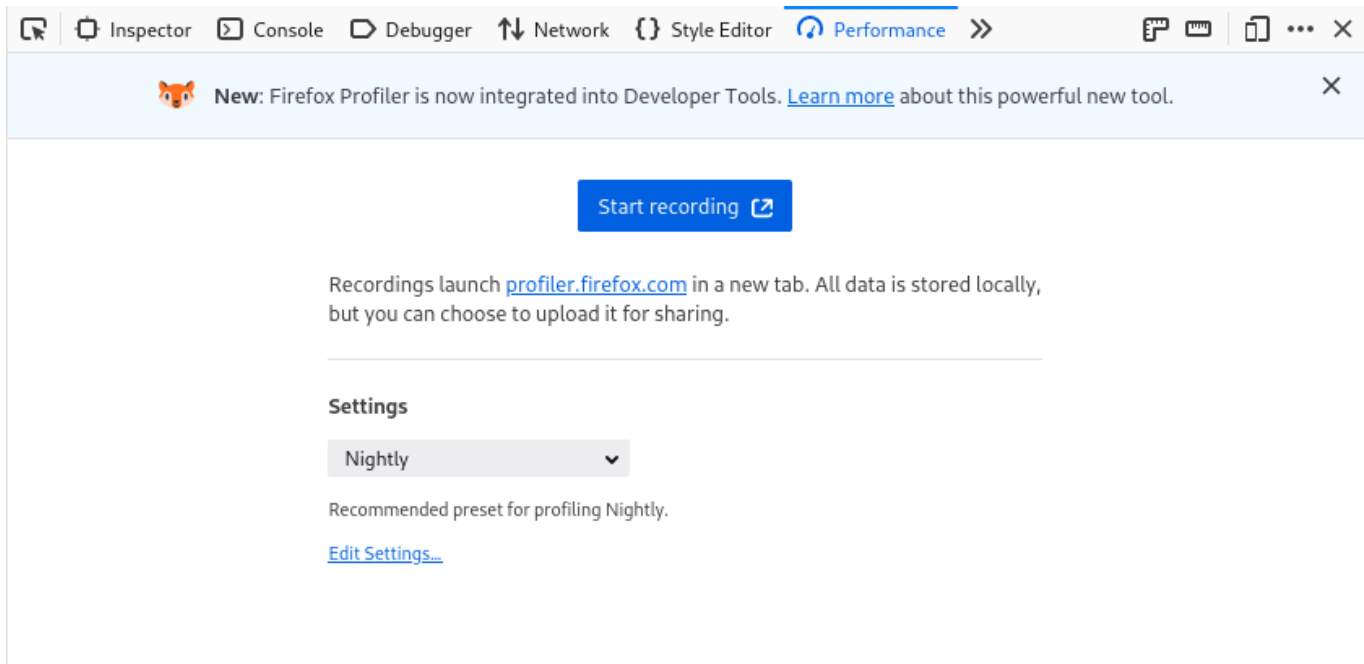 Inspector Console Debugger Network Style Editor Performance
New: Firefox Profiler is now integrated into Developer Tools. Learn more about this powerful new tool.
Start recording
Recordings launch profiler.firefox.com in a new tab. All data is stored locally,
but you can choose to upload it for sharing.
Settings
Nightly
Recommended preset for profiling Nightly.
Edit Settings…